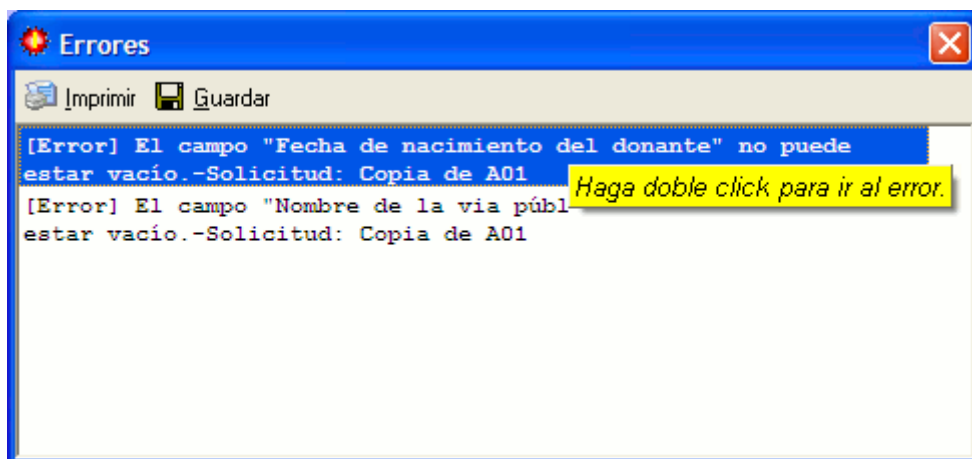 Errores
Imprimir Guardar
[Error] El campo "Fecha de nacimiento del donante" no puede
estar vacío.-Solicitud: Copia de A01
Haga doble click para ir al error.
[Error] El campo "Nombre de la via públ
estar vacío.-Solicitud: Copia de A01